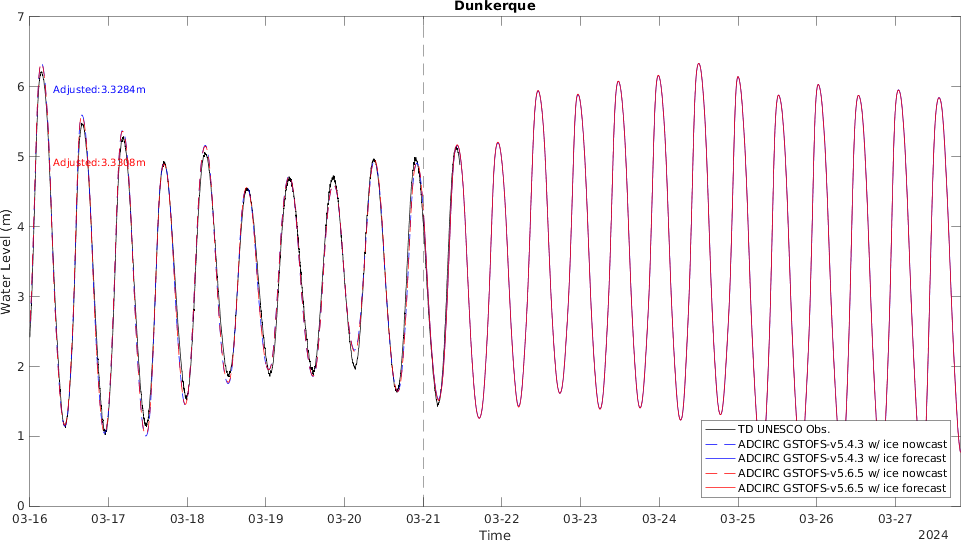 Dunkerque
7
6
5
4
3
2
1
0
Water Level (m)
Adjusted:3.3284m
Adjusted:3.3308m
TD UNESCO Obs.
ADCIRC GSTOFS-v5.4.3 w/ ice nowcast
ADCIRC GSTOFS-v5.4.3 w/ ice forecast
ADCIRC GSTOFS-v5.6.5 w/ ice nowcast
ADCIRC GSTOFS-v5.6.5 w/ ice forecast
03-16 03-17 03-18 03-19 03-20 03-21 03-22 03-23 03-24 03-25 03-26 03-27
Time
2024